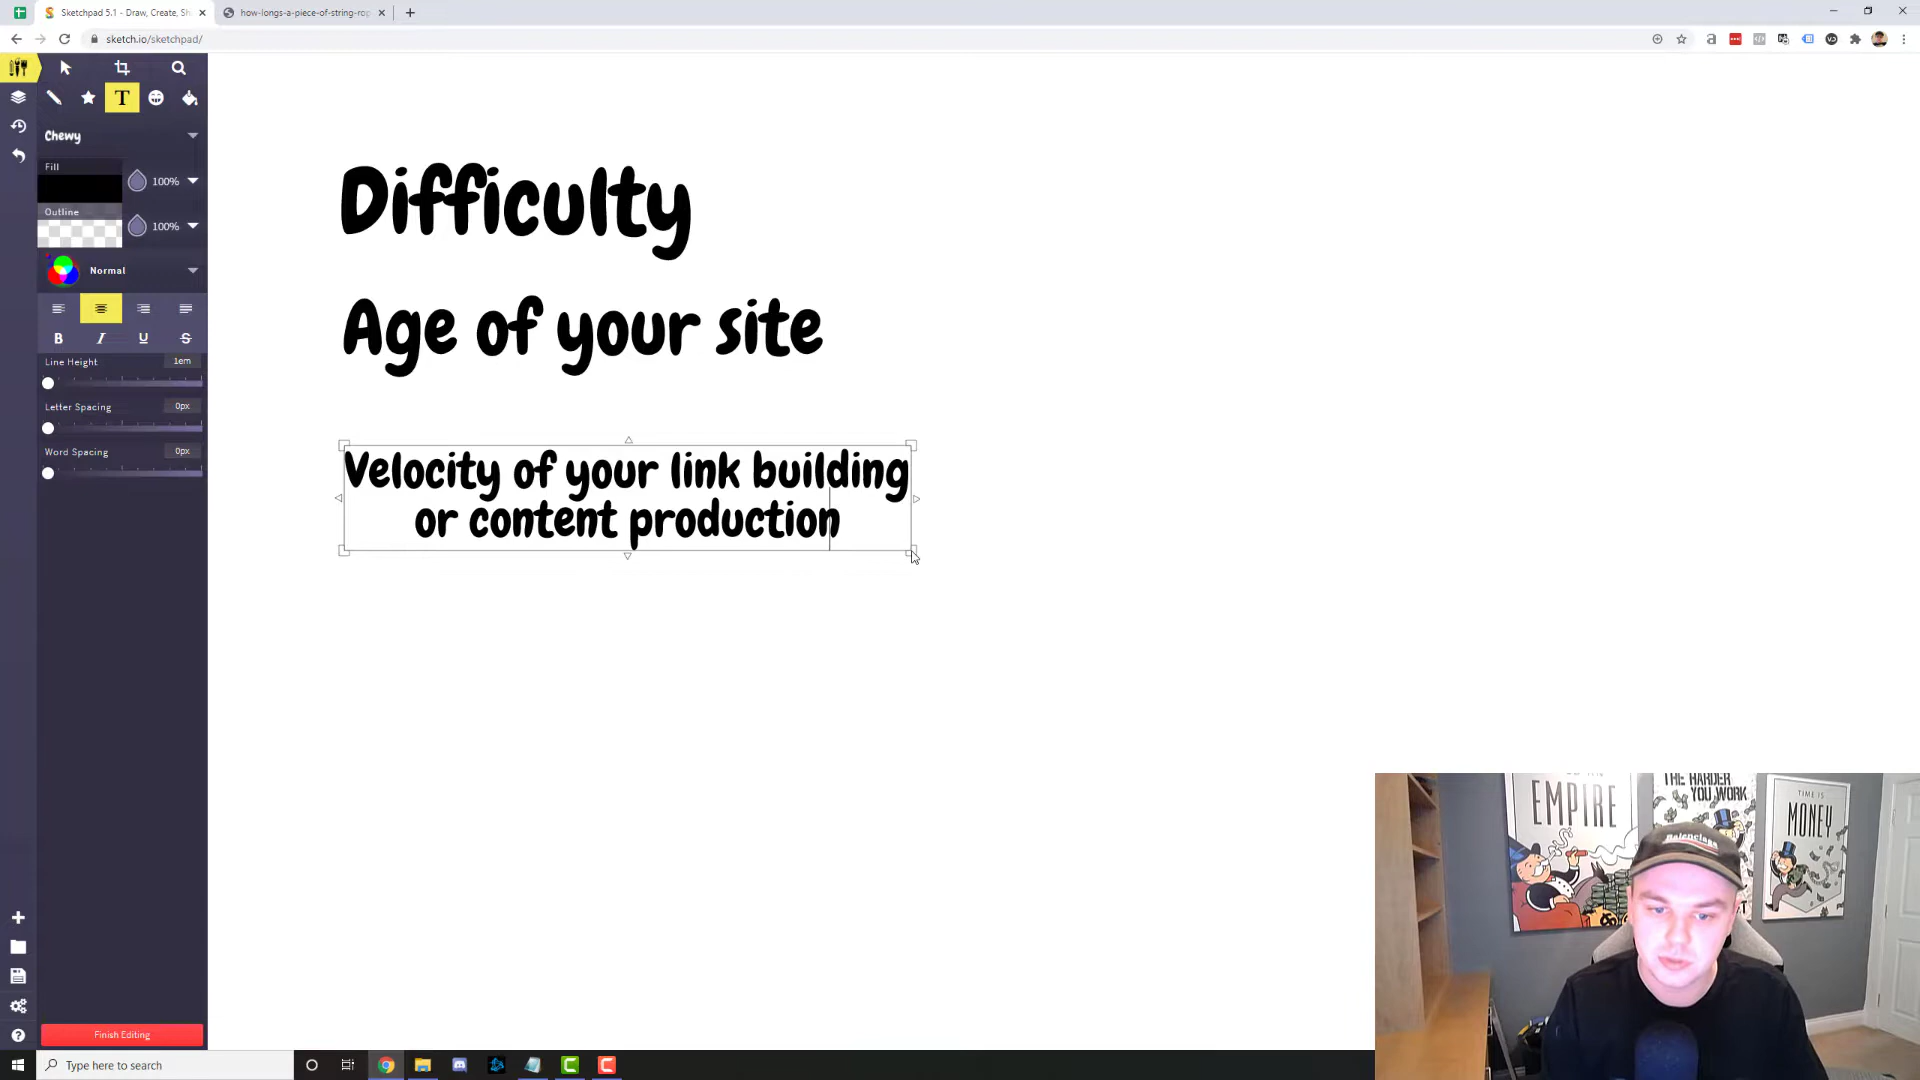 Sketchpad 5.1 - Draw, Create, Sh
how-longs-a-piece-of-string-rop
sketch.io/sketchpad/
T
Chewy
Fill
100%
Outline
100%
Normal
B I U S
Line Height
1em
Letter Spacing
0px
Word Spacing
0px
Finish Editing
Difficulty
Age of your site
Velocity of your link building
or content production
EMPIRE
THE HARDER
YOU WORK
TIME IS
MONEY
Type here to search